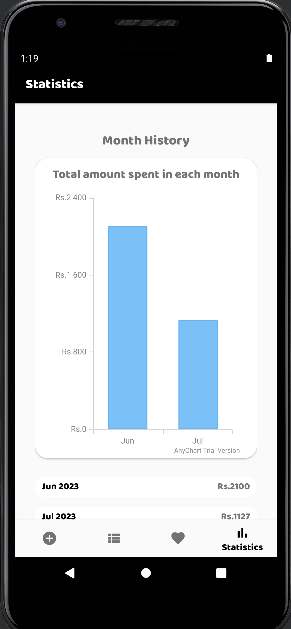 1:19
Statistics
Month History
Total amount spent in each month
Rs.2 400
Rs.1 600
Rs.800
Rs.0
Jun
Jul
AnyChart Trial Version
Jun 2023 Rs.2100
Jul 2023 Rs.1127
Statistics